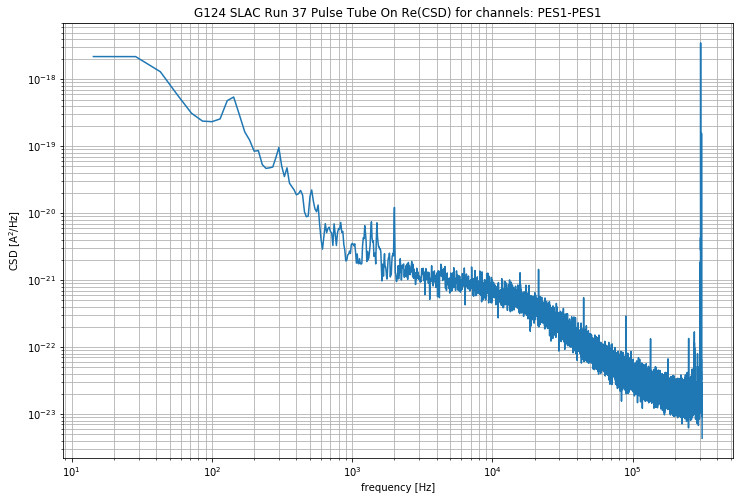 G124 SLAC Run 37 Pulse Tube On Re(CSD) for channels: PES1-PES1
CSD [A²/Hz]
10⁻¹⁸
10⁻¹⁹
10⁻²⁰
10⁻²¹
10⁻²²
10⁻²³
10¹ 10² 10³ 10⁴ 10⁵
frequency [Hz]